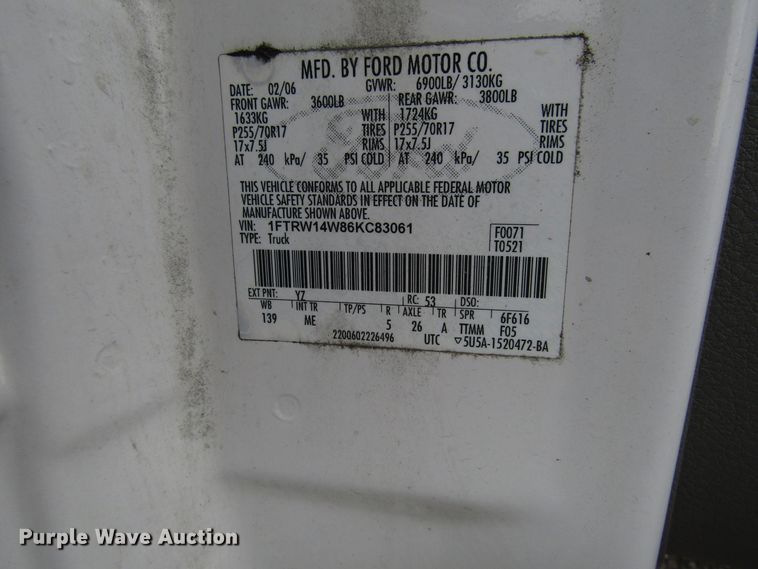 MFD. BY FORD MOTOR CO.
DATE: 02/06 GVWR: 6900LB/ 3130KG
FRONT GAWR: 3600LB REAR GAWR: 3800LB
1633KG WITH 1724KG WITH
P255/70R17 TIRES P255/70R17 TIRES
17x7.5J RIMS 17x7.5J RIMS
AT 240 kPa/ 35 PSI COLD AT 240 kPa/ 35 PSI COLD
THIS VEHICLE CONFORMS TO ALL APPLICABLE FEDERAL MOTOR
VEHICLE SAFETY STANDARDS IN EFFECT ON THE DATE OF
MANUFACTURE SHOWN ABOVE.
VIN: 1FTRW14W86KC83061 F0071
TYPE: Truck T0521
EXT PNT: YZ RC: 53 DSO:
WB INT TR TP/PS R AXLE TR SPR 6F616
139 ME 5 26 A TTMM F05
2200602226496 UTC ▽5U5A-1520472-BA
Purple Wave Auction